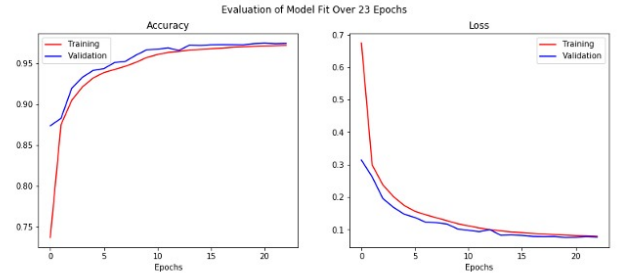 Evaluation of Model Fit Over 23 Epochs
Accuracy
Training
Validation
0.95
0.90
0.85
0.80
0.75
0
5
10
15
20
Epochs
Loss
Training
Validation
0.7
0.6
0.5
0.4
0.3
0.2
0.1
0
5
10
15
20
Epochs